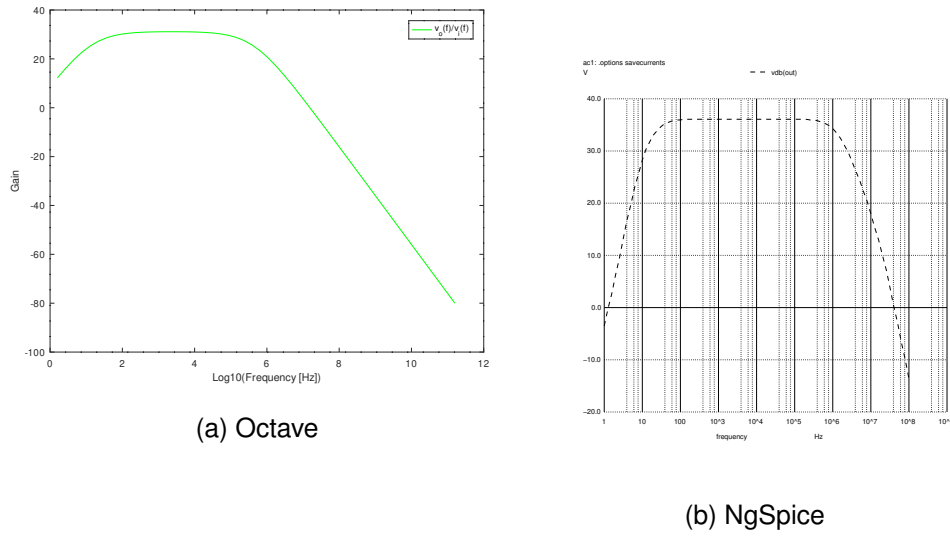 40
20
0
-20
-40
-60
-80
-100
0 2 4 6 8 10 12
Gain
Log10(Frequency [Hz])
v_o(f)/v_i(f)
(a) Octave
ac1: .options savecurrents
V
vdb(out)
40.0
30.0
20.0
10.0
0.0
−10.0
−20.0
1 10 100 10^3 10^4 10^5 10^6 10^7 10^8 10^
frequency Hz
(b) NgSpice